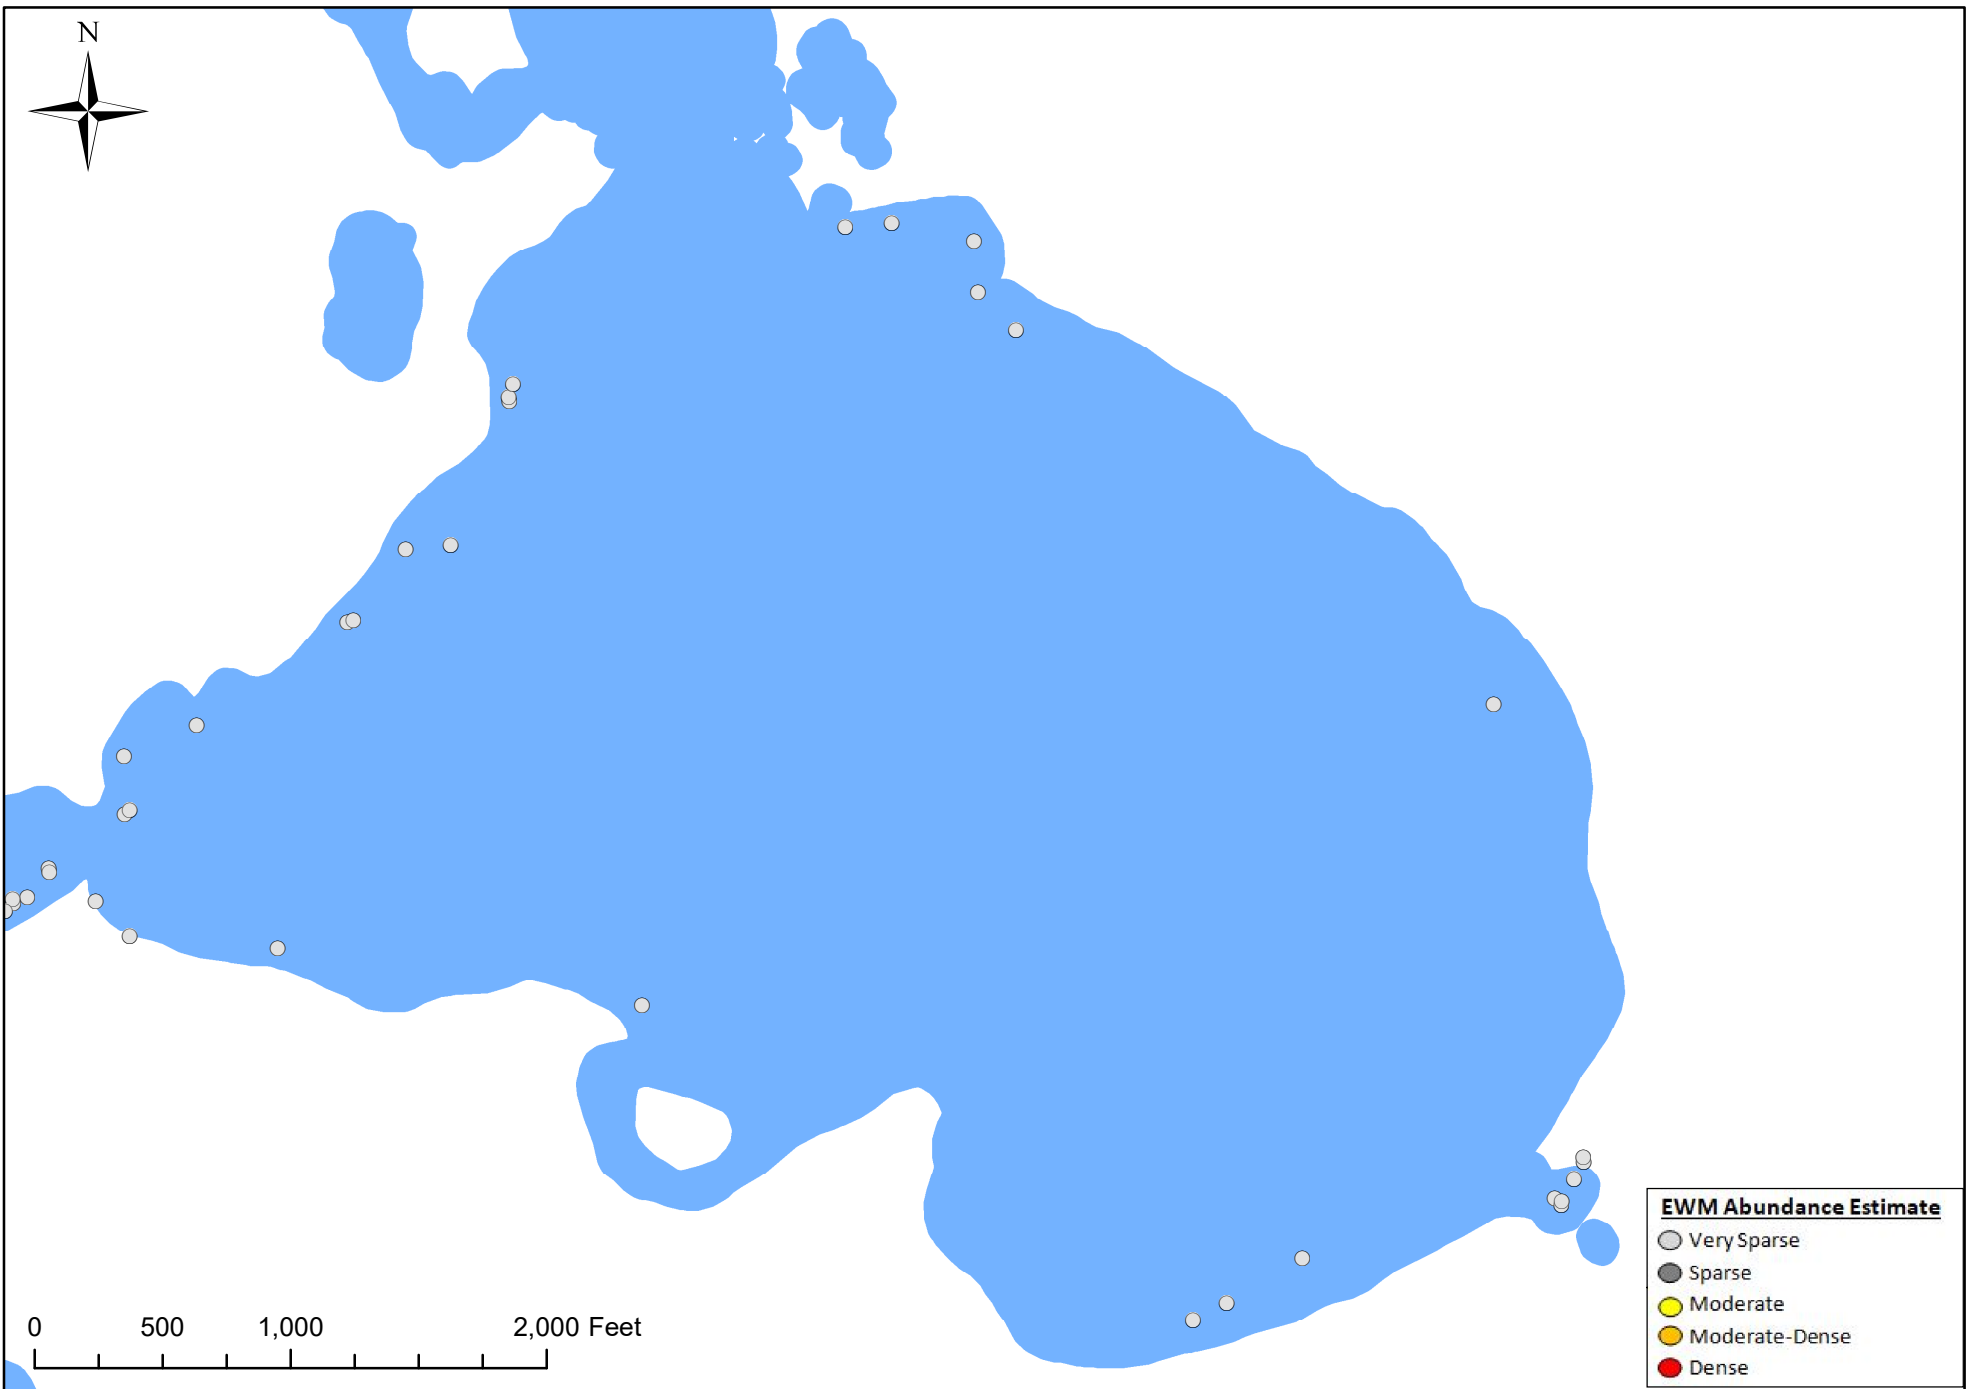 N
EWM Abundance Estimate
Very Sparse
Sparse
Moderate
Moderate-Dense
Dense
0 500 1,000 2,000 Feet